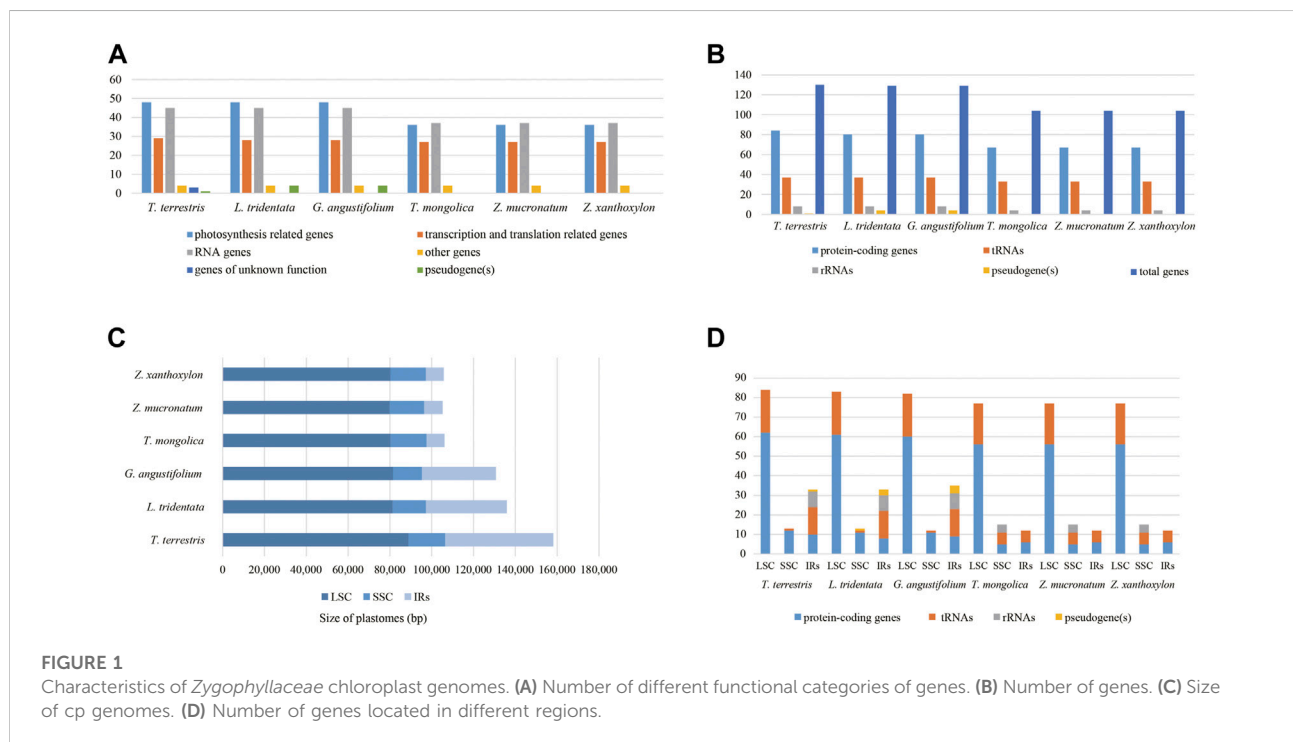 A
60
50
40
30
20
10
0
T. terrestris L. tridentata G. angustifolium T. mongolica Z. mucronatum Z. xanthoxylon
photosynthesis related genes transcription and translation related genes
RNA genes other genes
genes of unknown function pseudogene(s)
B
140
120
100
80
60
40
20
0
T. terrestris L. tridentata G. angustifolium T. mongolica Z. mucronatum Z. xanthoxylon
protein-coding genes tRNAs
rRNAs pseudogene(s) total genes
C
Z. xanthoxylon
Z. mucronatum
T. mongolica
G. angustifolium
L. tridentata
T. terrestris
0 20,000 40,000 60,000 80,000 100,000 120,000 140,000 160,000 180,000
LSC SSC IRs
Size of plastomes (bp)
D
90
80
70
60
50
40
30
20
10
0
LSC SSC IRs LSC SSC IRs LSC SSC IRs LSC SSC IRs LSC SSC IRs LSC SSC IRs
T. terrestris L. tridentata G. angustifolium T. mongolica Z. mucronatum Z. xanthoxylon
protein-coding genes tRNAs rRNAs pseudogene(s)
FIGURE 1
Characteristics of Zygophyllaceae chloroplast genomes. (A) Number of different functional categories of genes. (B) Number of genes. (C) Size
of cp genomes. (D) Number of genes located in different regions.